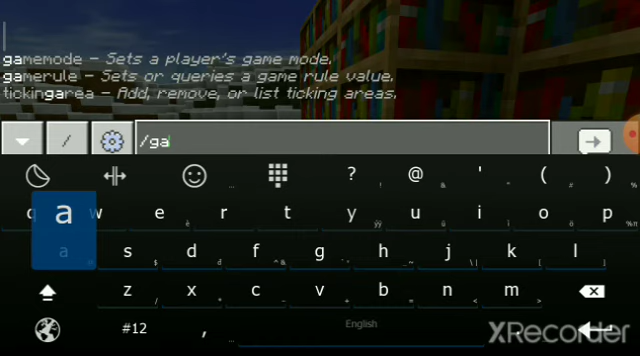 gamemode – Sets a player's game mode.
gamerule – Sets or queries a game rule value.
tickingarea – Add, remove, or list ticking areas.
/ /ga
? @ ' ( )
a
q w e r t y u i o p
a s d f g h j k l
z x c v b n m
#12 , English .
XRecorder